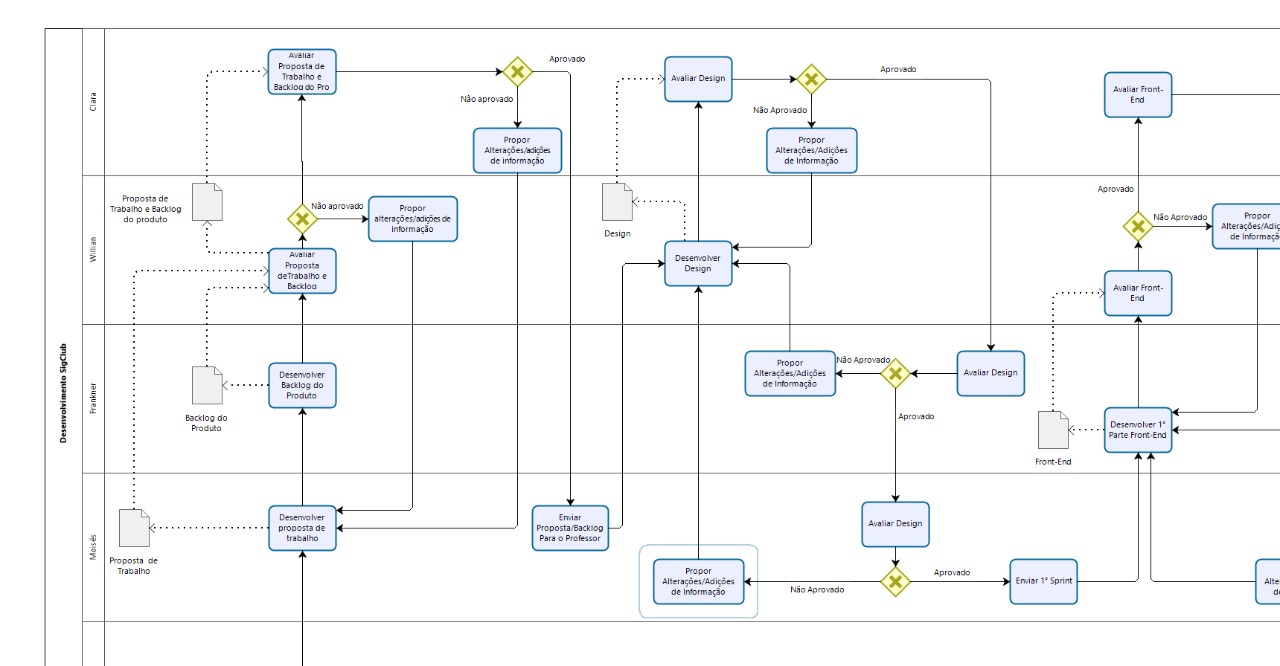 Desenvolvimento SigClub
Clara
Willian
Frankner
Moisés
Avaliar
Proposta de
Trabalho e
Backlog do Pro
Aprovado
Não aprovado
Propor
Alterações/adições
de informação
Proposta de
Trabalho e Backlog
do produto
Não aprovado
Propor
alterações/adições de
informação
Avaliar
Proposta
deTrabalho e
Backlog
Desenvolver
Backlog do
Produto
Backlog do
Produto
Desenvolver
proposta de
trabalho
Proposta de
Trabalho
Enviar
Proposta/Backlog
Para o Professor
Avaliar Design
Aprovado
Não Aprovado
Propor
Alterações/Adições
de Informação
Design
Desenvolver
Design
Propor
Alterações/Adições
de Informação
Não Aprovado
Avaliar Design
Aprovado
Avaliar Design
Propor
Alterações/Adições
de Informação
Não Aprovado
Aprovado
Enviar 1° Sprint
Avaliar Front-
End
Aprovado
Não Aprovado
Propor
Alterações/Adiç
de Informaçã
Avaliar Front-
End
Desenvolver 1°
Parte Front-End
Front-End
Alte
de